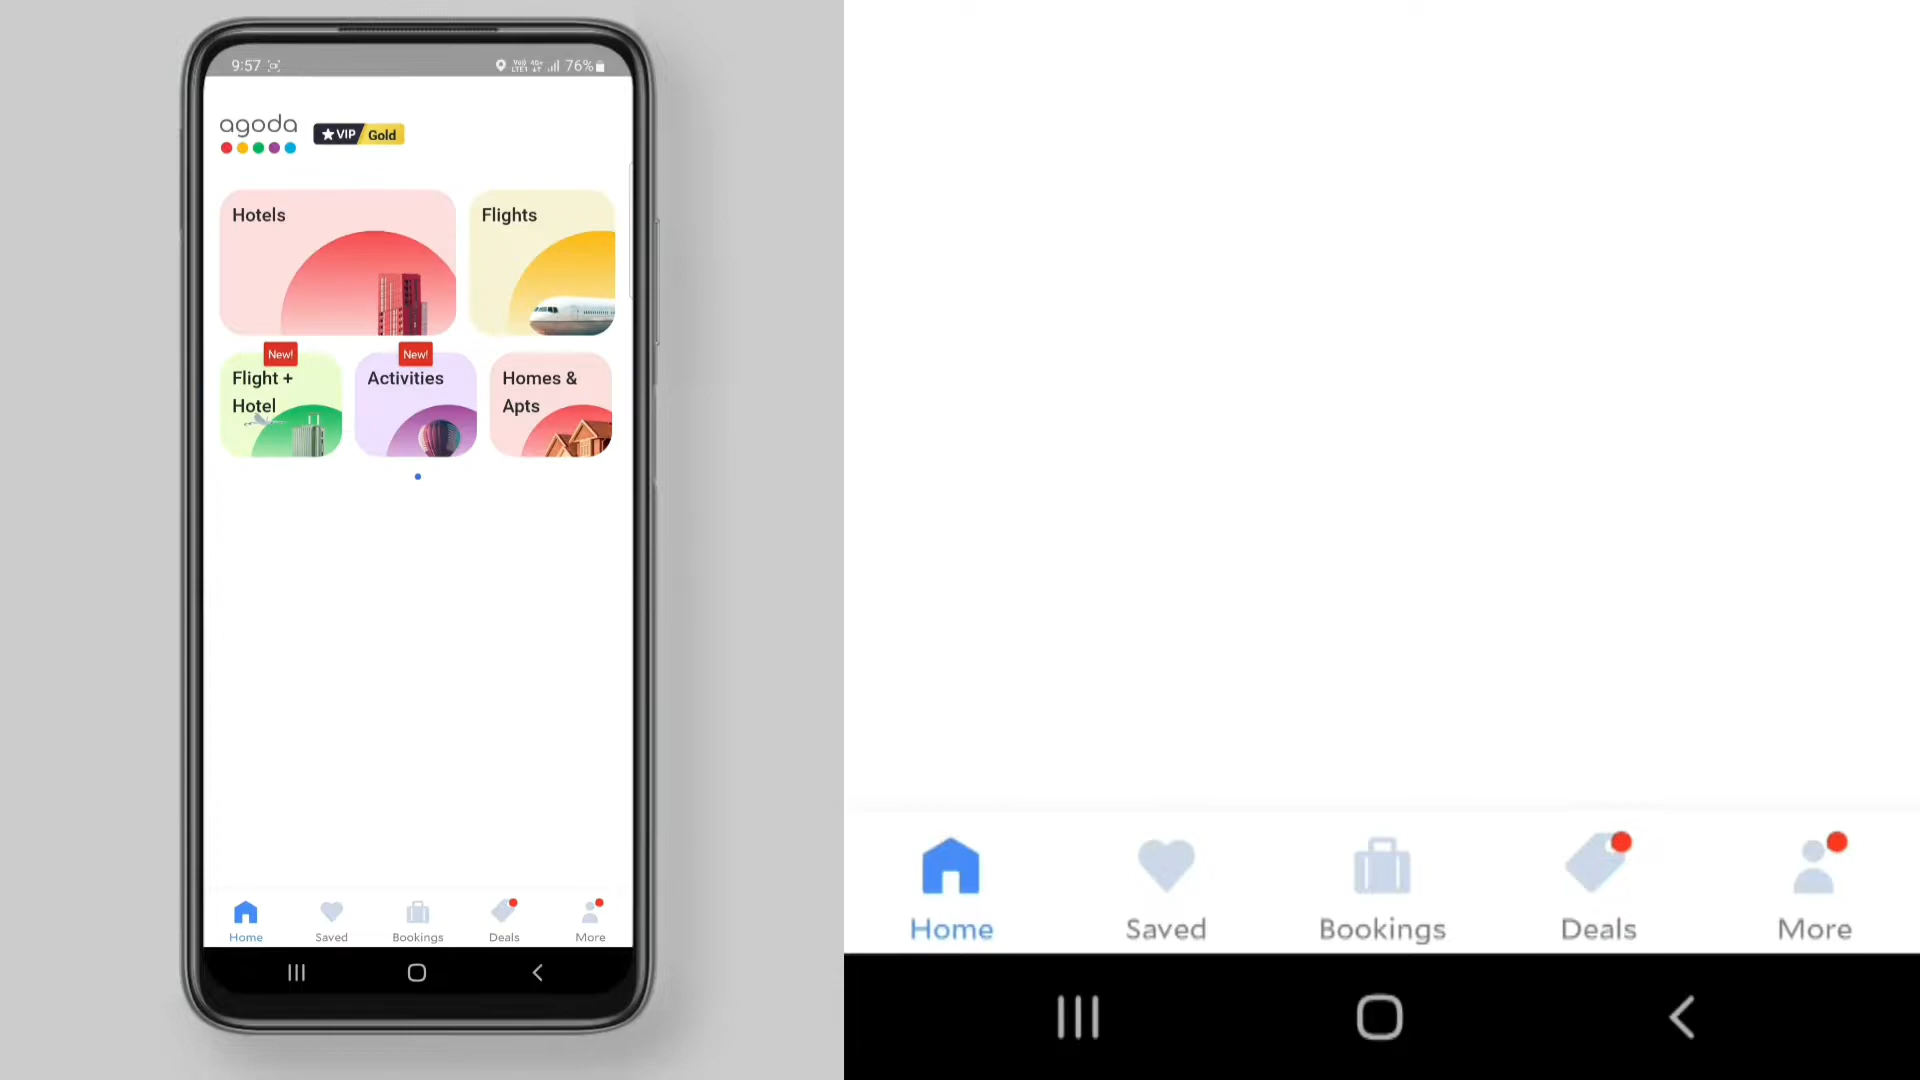 9:57
76%
agoda
VIP Gold
Hotels
Flights
New!
New!
Flight +
Hotel
Activities
Homes &
Apts
Home
Saved
Bookings
Deals
More
Home
Saved
Bookings
Deals
More